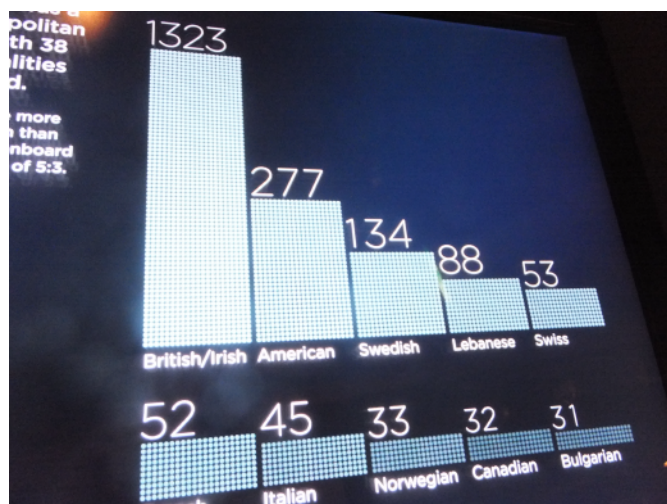 politan
th 38
alities
d.
more
than
nboard
of 5:3.
1323
277
134
88
53
British/Irish American Swedish Lebanese Swiss
52
45
33
32
31
Italian Norwegian Canadian Bulgarian